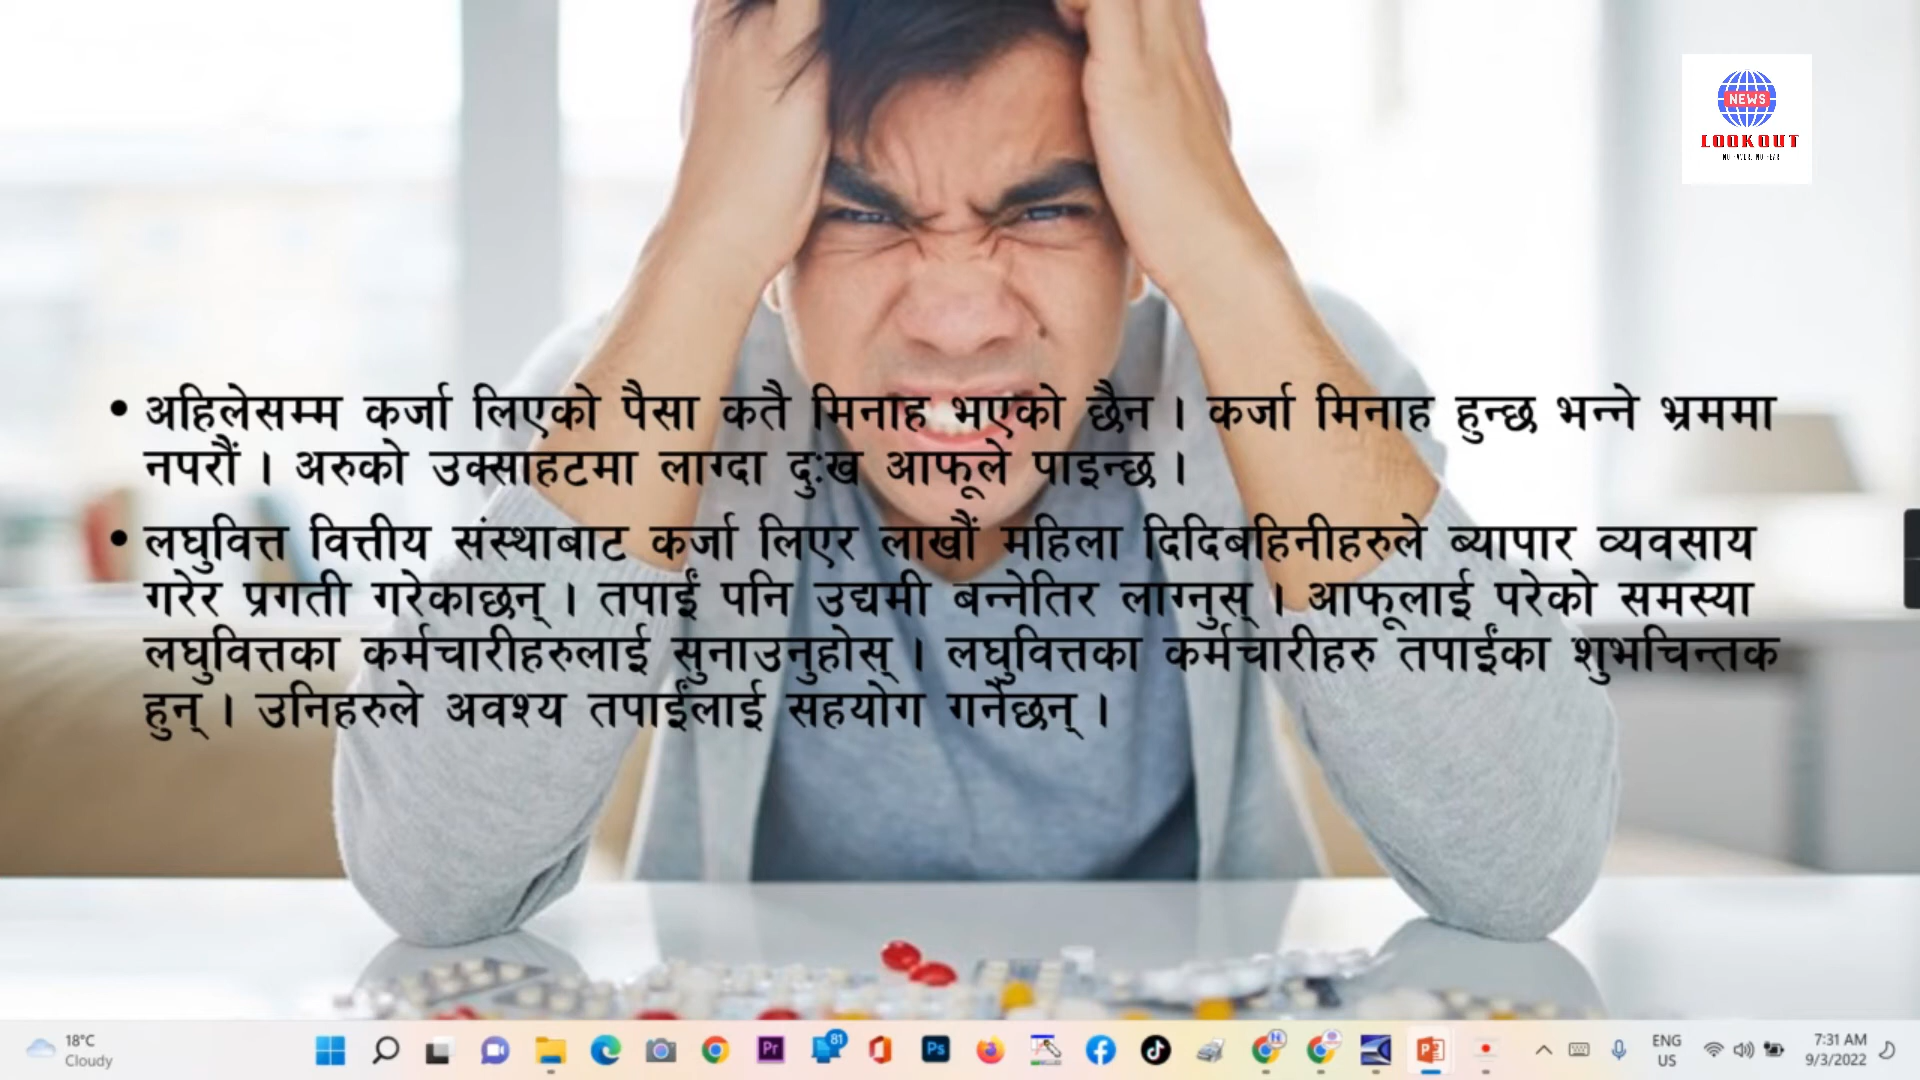 NEWS
LOOKOUT
• अहिलेसम्म कर्जा लिएको पैसा कतै मिनाह भएको छैन । कर्जा मिनाह हुन्छ भन्ने भ्रममा
नपरौं । अरुको उक्साहटमा लाग्दा दुःख आफूले पाइन्छ ।
• लघुवित्त वित्तीय संस्थाबाट कर्जा लिएर लाखौं महिला दिदिबहिनीहरुले ब्यापार व्यवसाय
गरेर प्रगती गरेकाछन् । तपाईं पनि उद्यमी बन्नेतिर लाग्नुस् । आफूलाई परेको समस्या
लघुवित्तका कर्मचारीहरुलाई सुनाउनुहोस् । लघुवित्तका कर्मचारीहरु तपाईंका शुभचिन्तक
हुन् । उनिहरुले अवश्य तपाईंलाई सहयोग गर्नेछन् ।
18°C
Cloudy
Pr
81
Ps
ENG
US
7:31 AM
9/3/2022